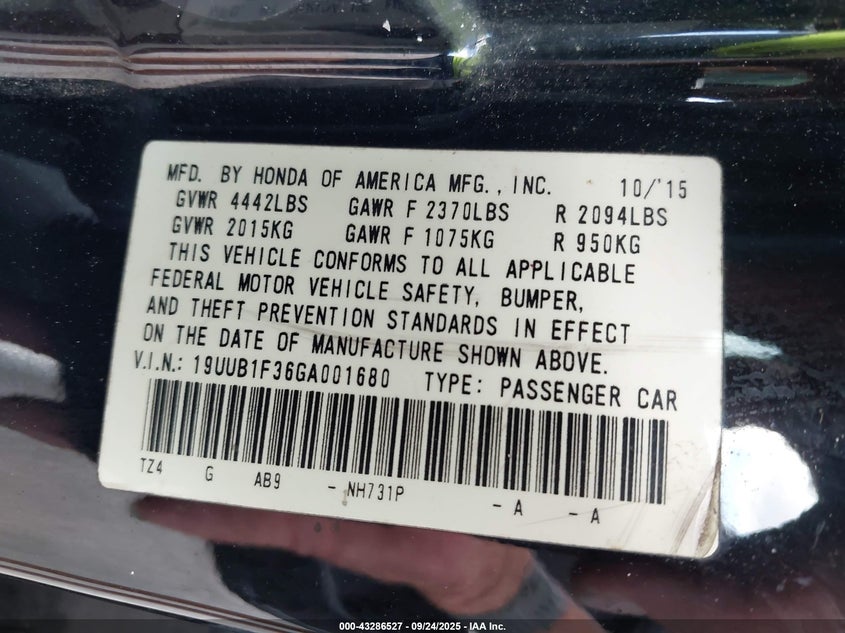 MFD. BY HONDA OF AMERICA MFG., INC. 10/'15
GVWR 4442LBS GAWR F 2370LBS R 2094LBS
GVWR 2015KG GAWR F 1075KG R 950KG
THIS VEHICLE CONFORMS TO ALL APPLICABLE
FEDERAL MOTOR VEHICLE SAFETY, BUMPER,
AND THEFT PREVENTION STANDARDS IN EFFECT
ON THE DATE OF MANUFACTURE SHOWN ABOVE.
V.I.N.: 19UUB1F36GA001680 TYPE: PASSENGER CAR
TZ4 G AB9 - NH731P - A - A
000-43286527 - 09/24/2025 - IAA Inc.